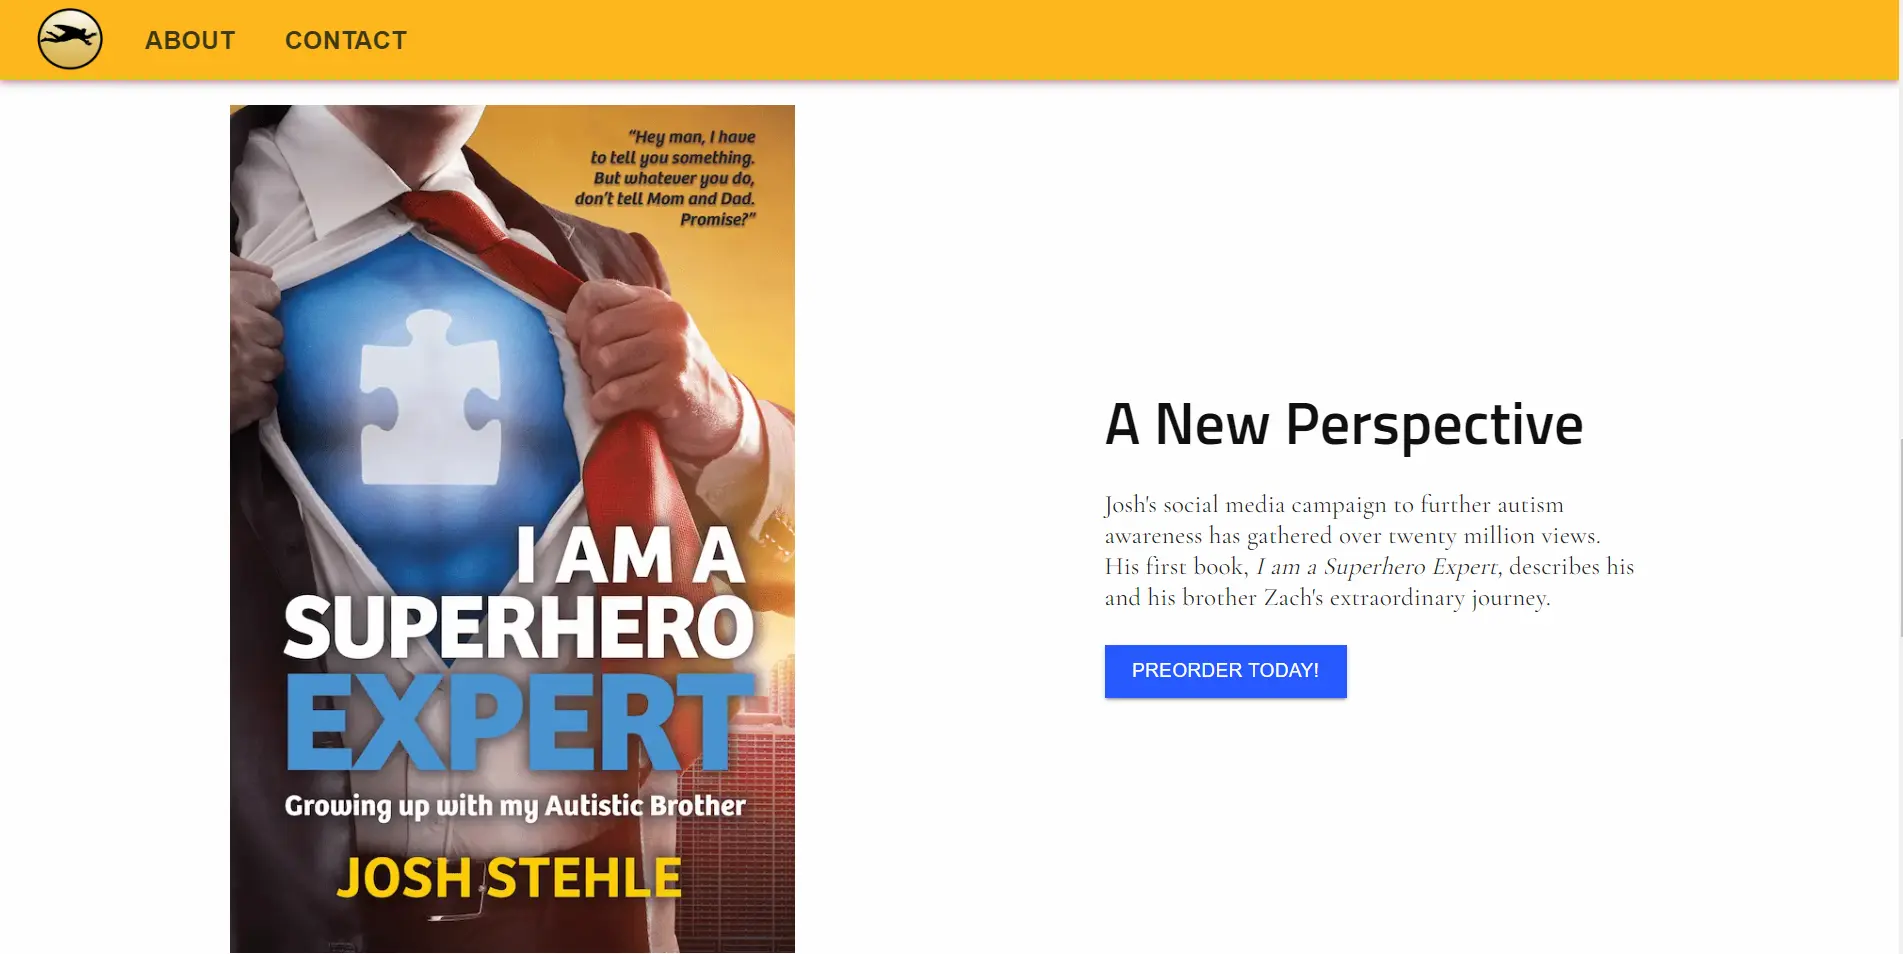 ABOUT
CONTACT
“Hey man, I have
to tell you something.
But whatever you do,
don’t tell Mom and Dad.
Promise?”
I AM A
SUPERHERO
EXPERT
Growing up with my Autistic Brother
JOSH STEHLE
A New Perspective
Josh's social media campaign to further autism
awareness has gathered over twenty million views.
His first book, I am a Superhero Expert, describes his
and his brother Zach's extraordinary journey.
PREORDER TODAY!